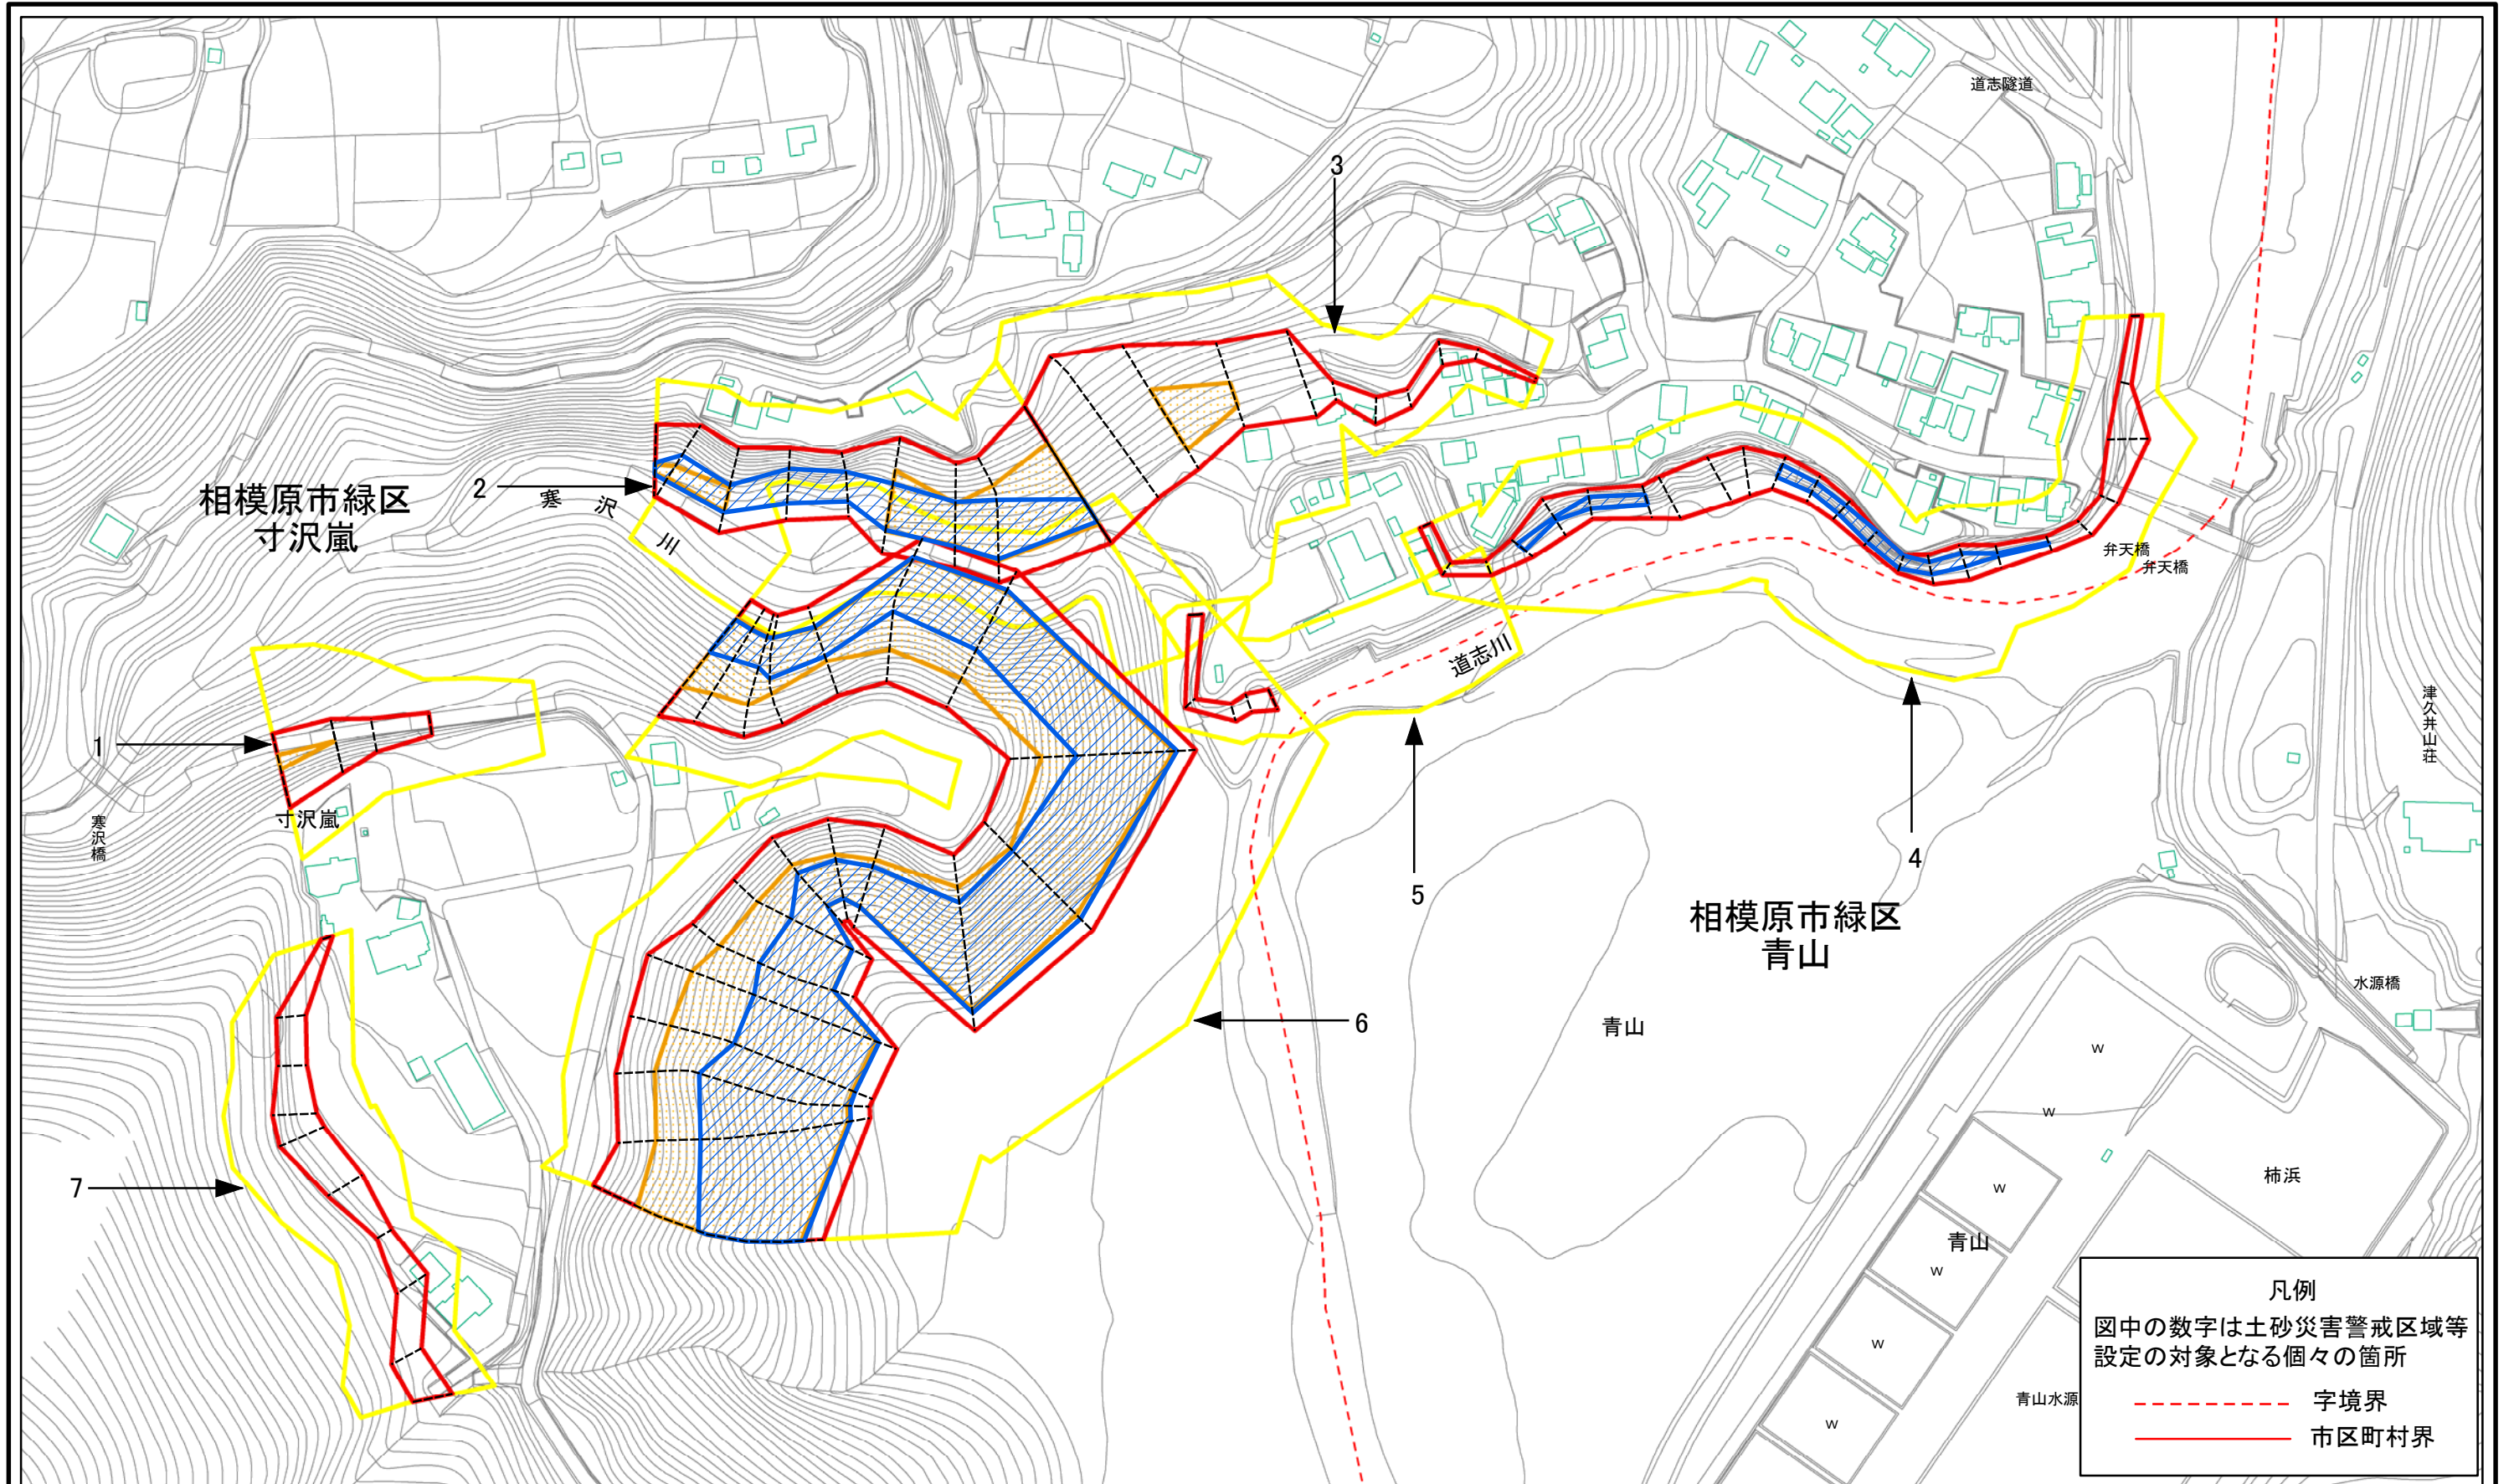 道志隧道
3
相模原市緑区
寸沢嵐
2
寒沢川
弁天橋
弁天橋
道志川
津久井山荘
1
寸沢嵐
寒沢橋
5
4
相模原市緑区
青山
水源橋
6
青山
W
W
柿浜
7
W
青山
W
W
青山水源
W
凡例
図中の数字は土砂災害警戒区域等
設定の対象となる個々の箇所
字境界
市区町村界